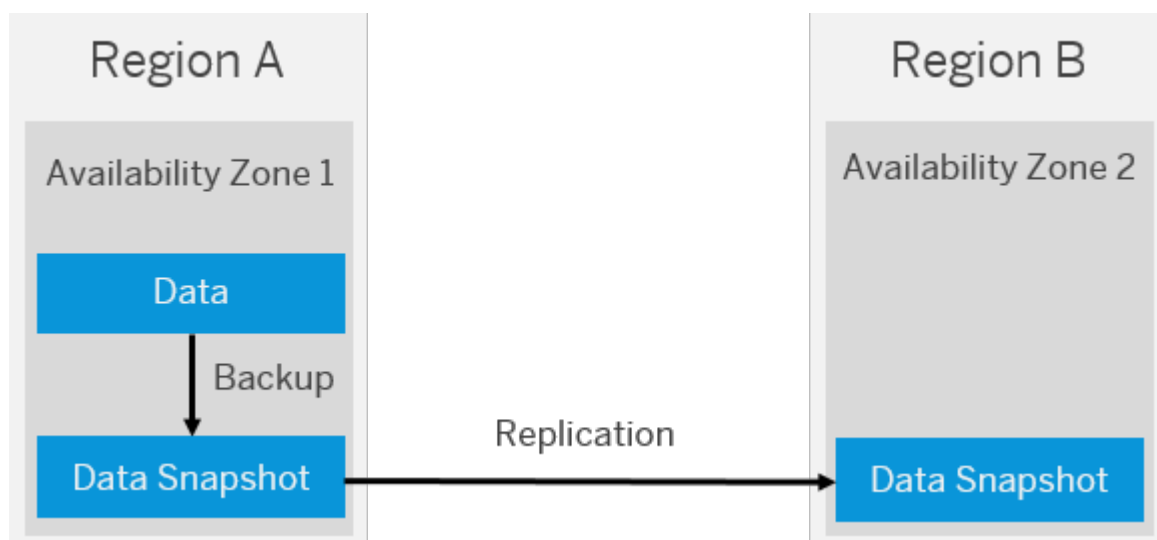 Region A
Availability Zone 1
Data
Backup
Data Snapshot
Replication
Region B
Availability Zone 2
Data Snapshot